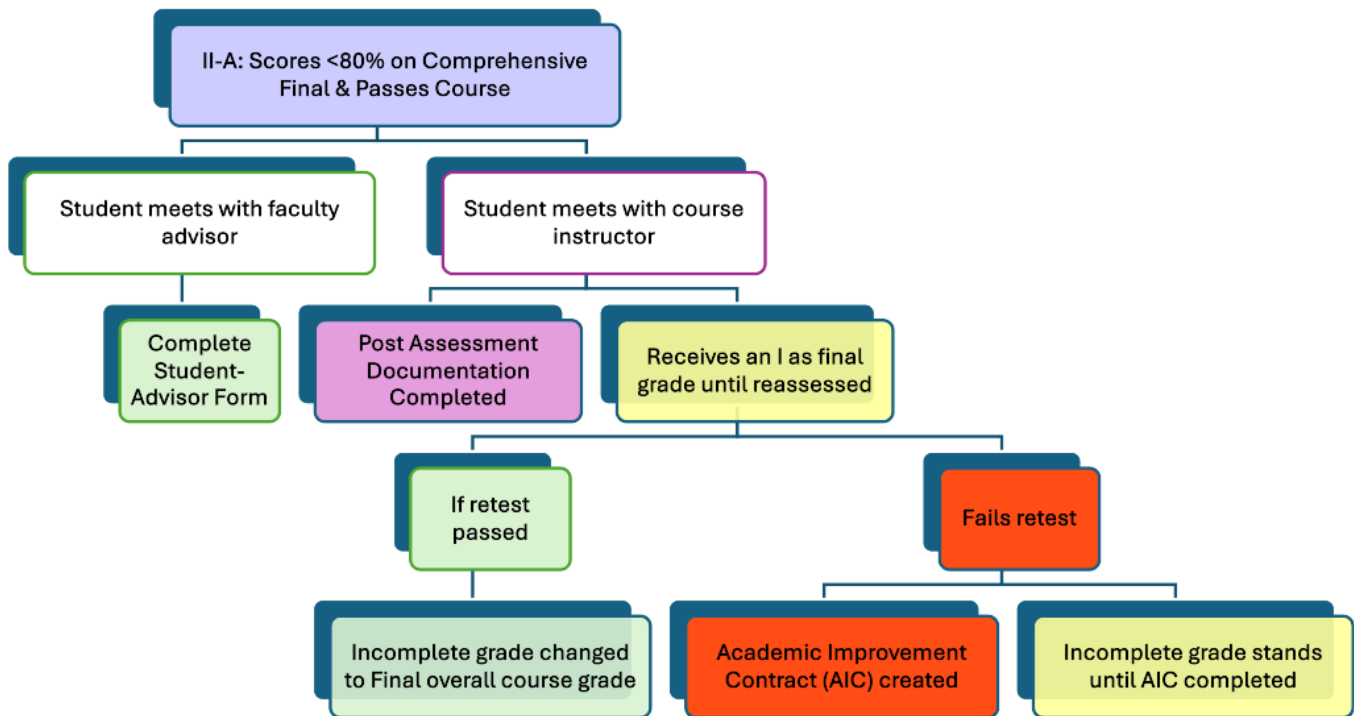 II-A: Scores <80% on Comprehensive
Final & Passes Course
Student meets with faculty
advisor
Student meets with course
instructor
Complete
Student-
Advisor Form
Post Assessment
Documentation
Completed
Receives an I as final
grade until reassessed
If retest
passed
Fails retest
Incomplete grade changed
to Final overall course grade
Academic Improvement
Contract (AIC) created
Incomplete grade stands
until AIC completed